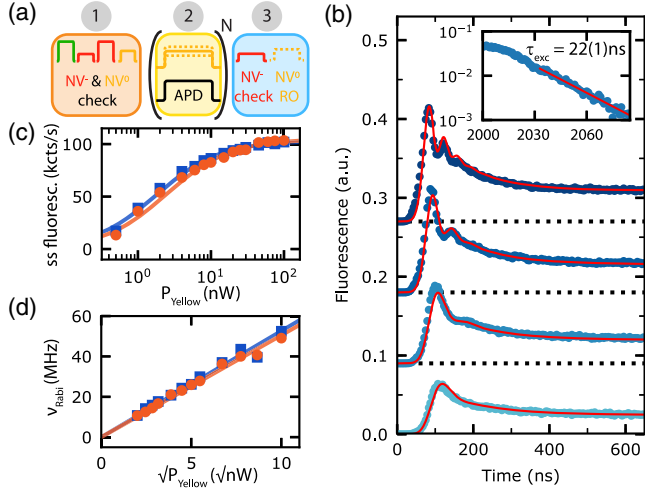 (a)
1
2
3
N
NV⁻ & NV⁰
check
APD
NV⁻
check
NV⁰
RO
(b)
0.5
0.4
0.3
0.2
0.1
0.0
Fluorescence (a.u.)
0
200
400
600
Time (ns)
10⁻¹
10⁻²
10⁻³
2000
2030
2060
τexc = 22(1)ns
(c)
100
50
0
ss fluoresc. (kcts/s)
10⁰
10¹
10²
PYellow (nW)
(d)
60
40
20
0
νRabi (MHz)
0
5
10
√PYellow (√nW)